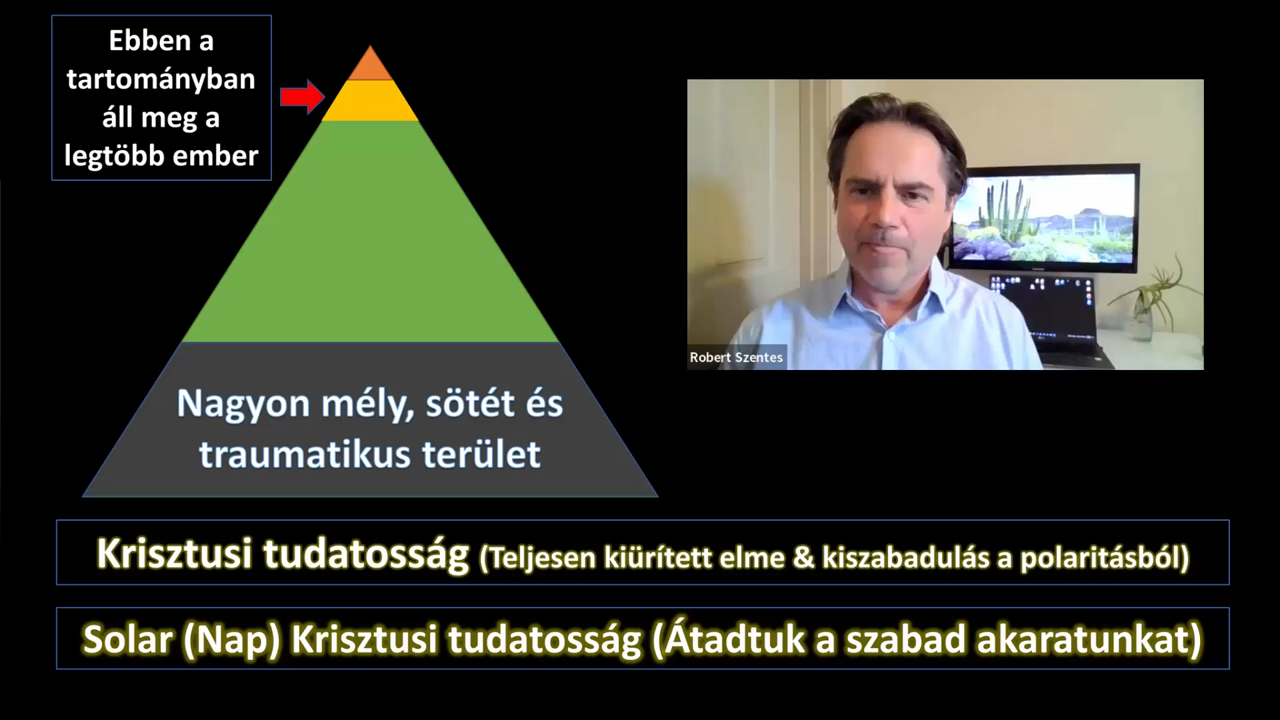 Ebben a
tartományban
áll meg a
legtöbb ember
Robert Szentes
Nagyon mély, sötét és
traumatikus terület
Krisztusi tudatosság (Teljesen kiürített elme & kiszabadulás a polaritásból)
Solar (Nap) Krisztusi tudatosság (Átadtuk a szabad akaratunkat)